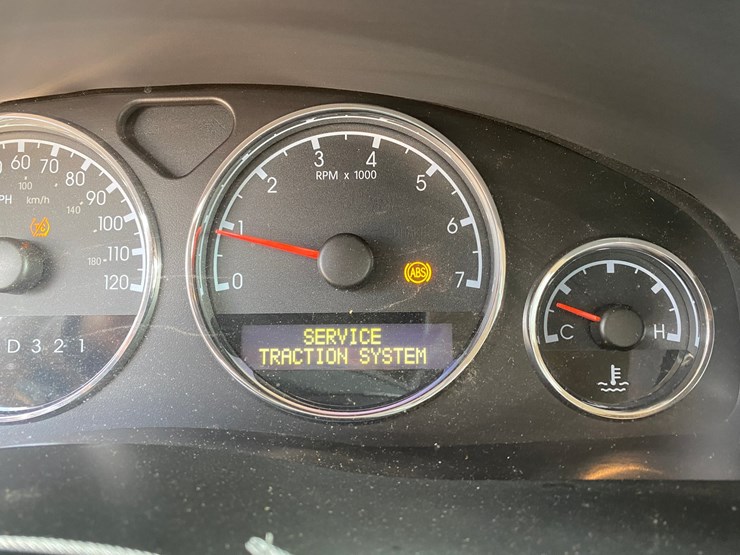 60 70 80 90 100 110 120
PH km/h
100 140 180
TC
D 3 2 1
0 1 2 3 4 5 6 7
RPM x 1000
ABS
SERVICE
TRACTION SYSTEM
C H